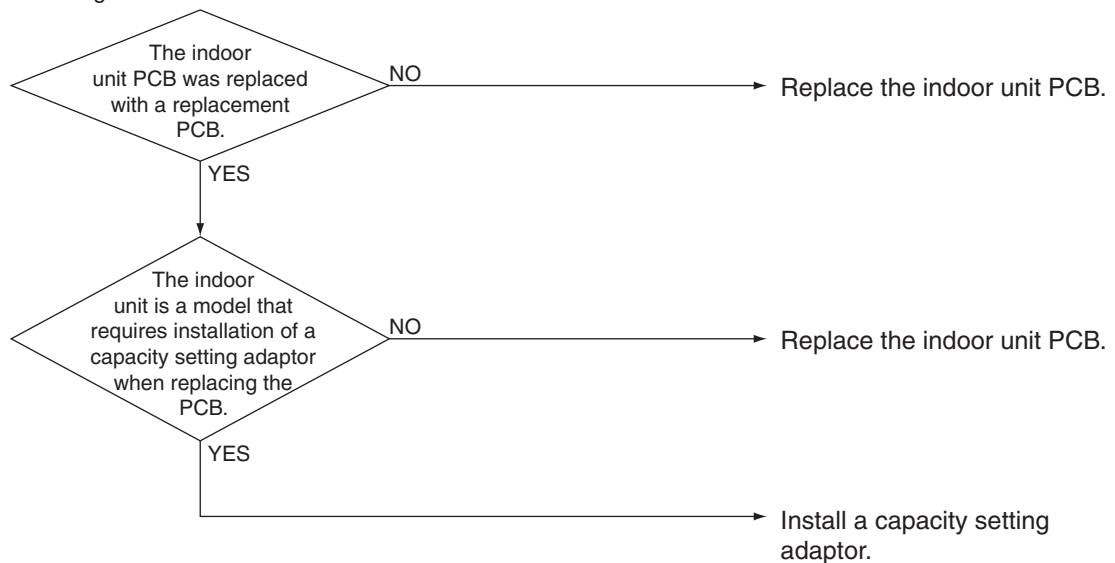 The indoor
unit PCB was replaced
with a replacement
PCB.
NO
Replace the indoor unit PCB.
YES
The indoor
unit is a model that
requires installation of a
capacity setting adaptor
when replacing the
PCB.
NO
Replace the indoor unit PCB.
YES
Install a capacity setting
adaptor.